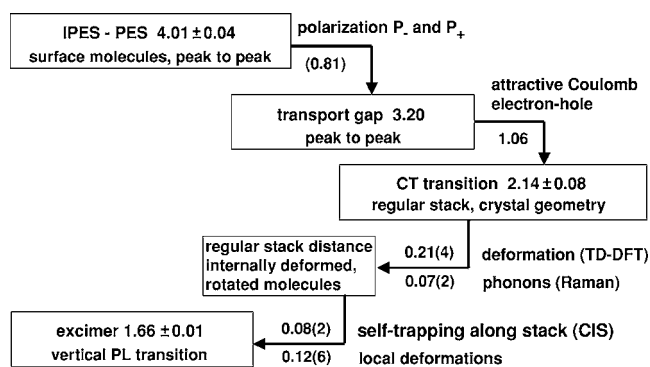 IPES - PES 4.01 ± 0.04
surface molecules, peak to peak
polarization P- and P+
(0.81)
transport gap 3.20
peak to peak
attractive Coulomb
electron-hole
1.06
CT transition 2.14 ± 0.08
regular stack, crystal geometry
regular stack distance
internally deformed,
rotated molecules
0.21(4) deformation (TD-DFT)
0.07(2) phonons (Raman)
excimer 1.66 ± 0.01
vertical PL transition
0.08(2) self-trapping along stack (CIS)
0.12(6) local deformations